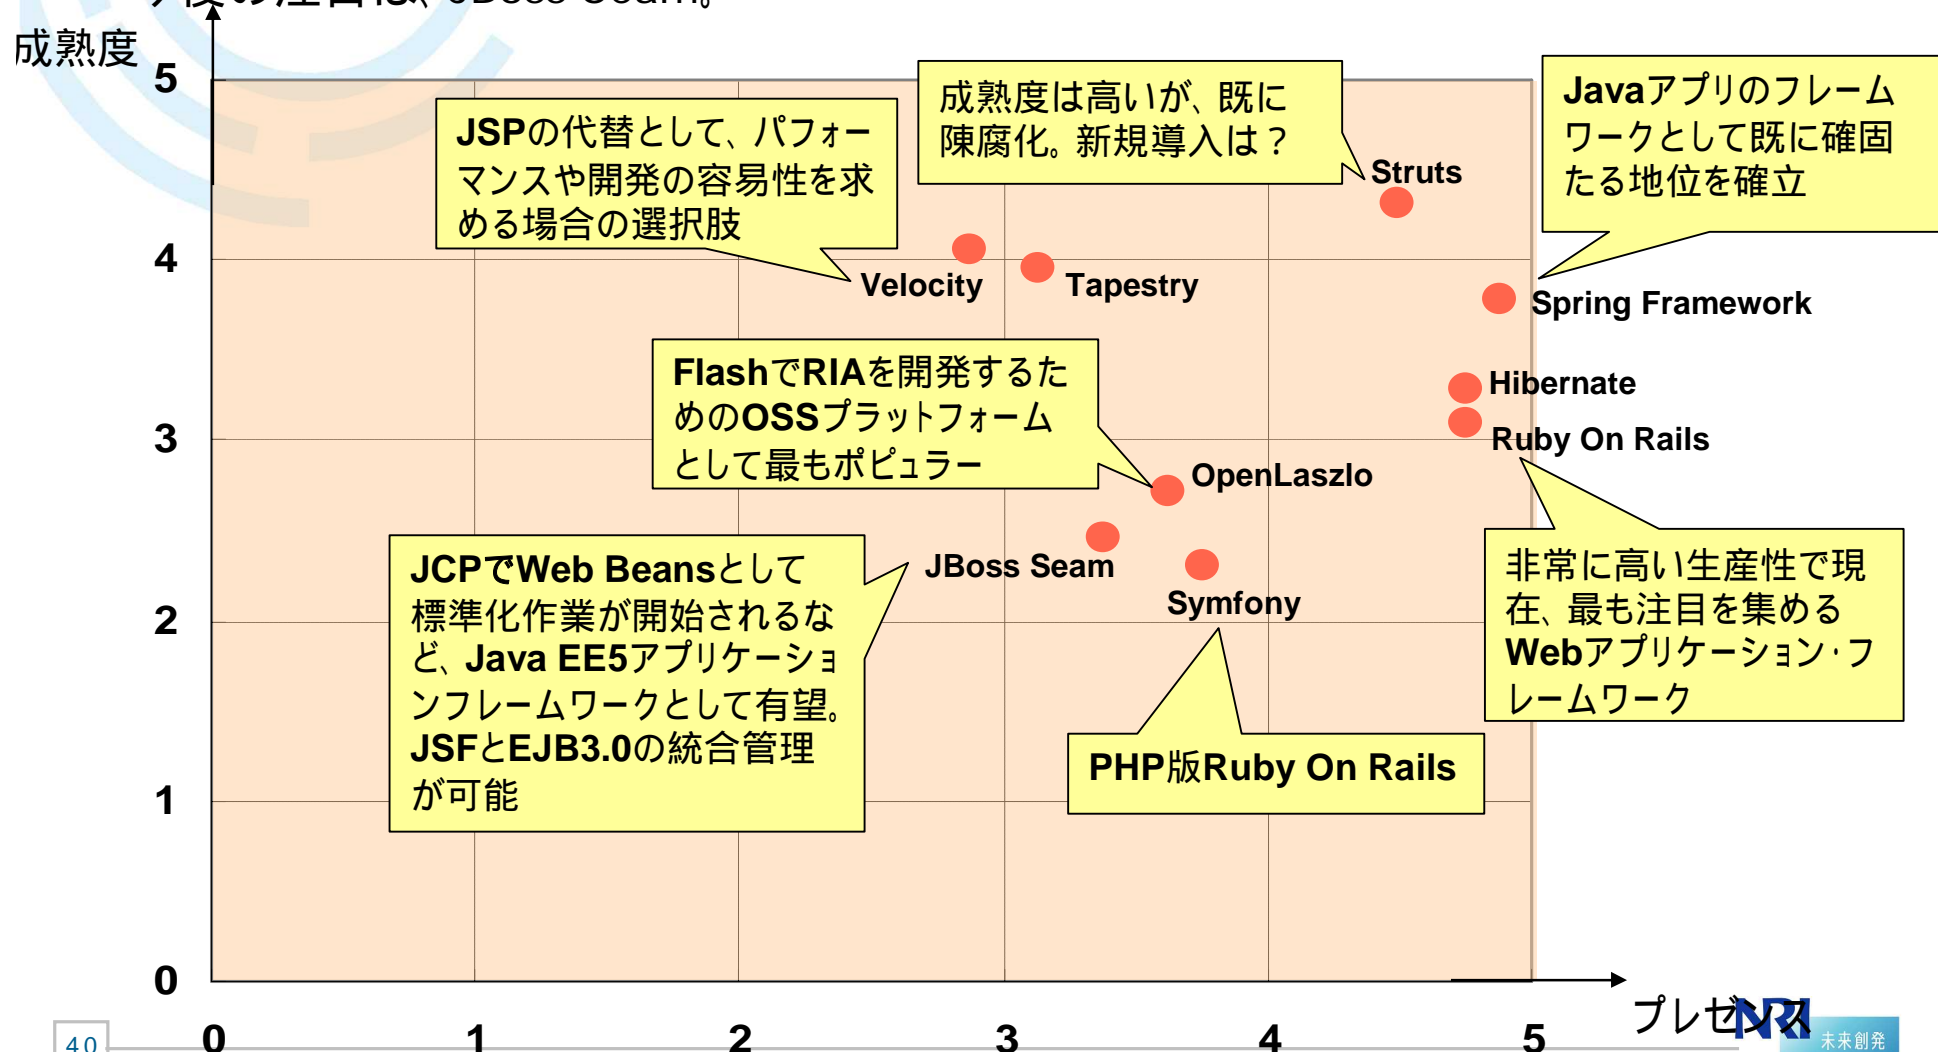 JBoss Seam。
成熟度
5
4
3
2
1
0
0
1
2
3
4
5
プレゼンス
JSPの代替として、パフォー
マンスや開発の容易性を求
める場合の選択肢
成熟度は高いが、既に
陳腐化。新規導入は？
Javaアプリのフレーム
ワークとして既に確固
たる地位を確立
Struts
Velocity
Tapestry
Spring Framework
FlashでRIAを開発するた
めのOSSプラットフォーム
として最もポピュラー
Hibernate
Ruby On Rails
OpenLaszlo
JBoss Seam
Symfony
JCPでWeb Beansとして
標準化作業が開始されるな
ど、Java EE5アプリケーショ
ンフレームワークとして有望。
JSFとEJB3.0の統合管理
が可能
非常に高い生産性で現
在、最も注目を集める
Webアプリケーション・フ
レームワーク
PHP版Ruby On Rails
40
NRI
未来創発